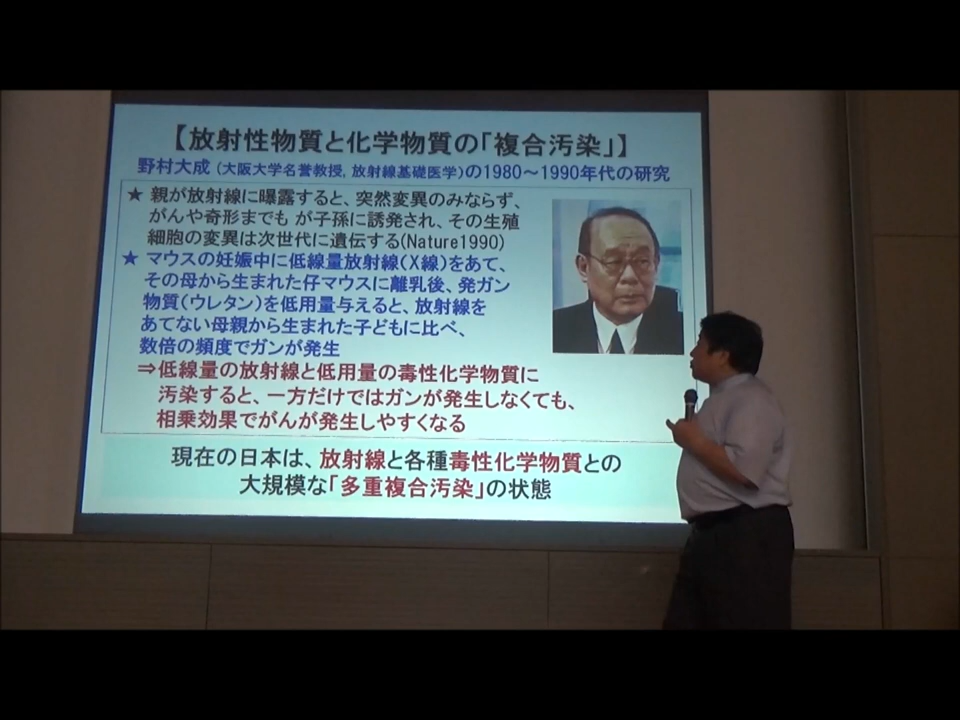 【放射性物質と化学物質の「複合汚染」】
野村大成 (大阪大学名誉教授, 放射線基礎医学)の1980～1990年代の研究
★ 親が放射線に曝露すると、突然変異のみならず、
がんや奇形までも が子孫に誘発され、その生殖
細胞の変異は次世代に遺伝する(Nature1990)
★ マウスの妊娠中に低線量放射線(X線)をあて、
その母から生まれた仔マウスに離乳後、発ガン
物質(ウレタン)を低用量与えると、放射線を
あてない母親から生まれた子どもに比べ、
数倍の頻度でガンが発生
⇒低線量の放射線と低用量の毒性化学物質に
汚染すると、一方だけではガンが発生しなくても、
相乗効果でがんが発生しやすくなる
現在の日本は、放射線と各種毒性化学物質との
大規模な「多重複合汚染」の状態